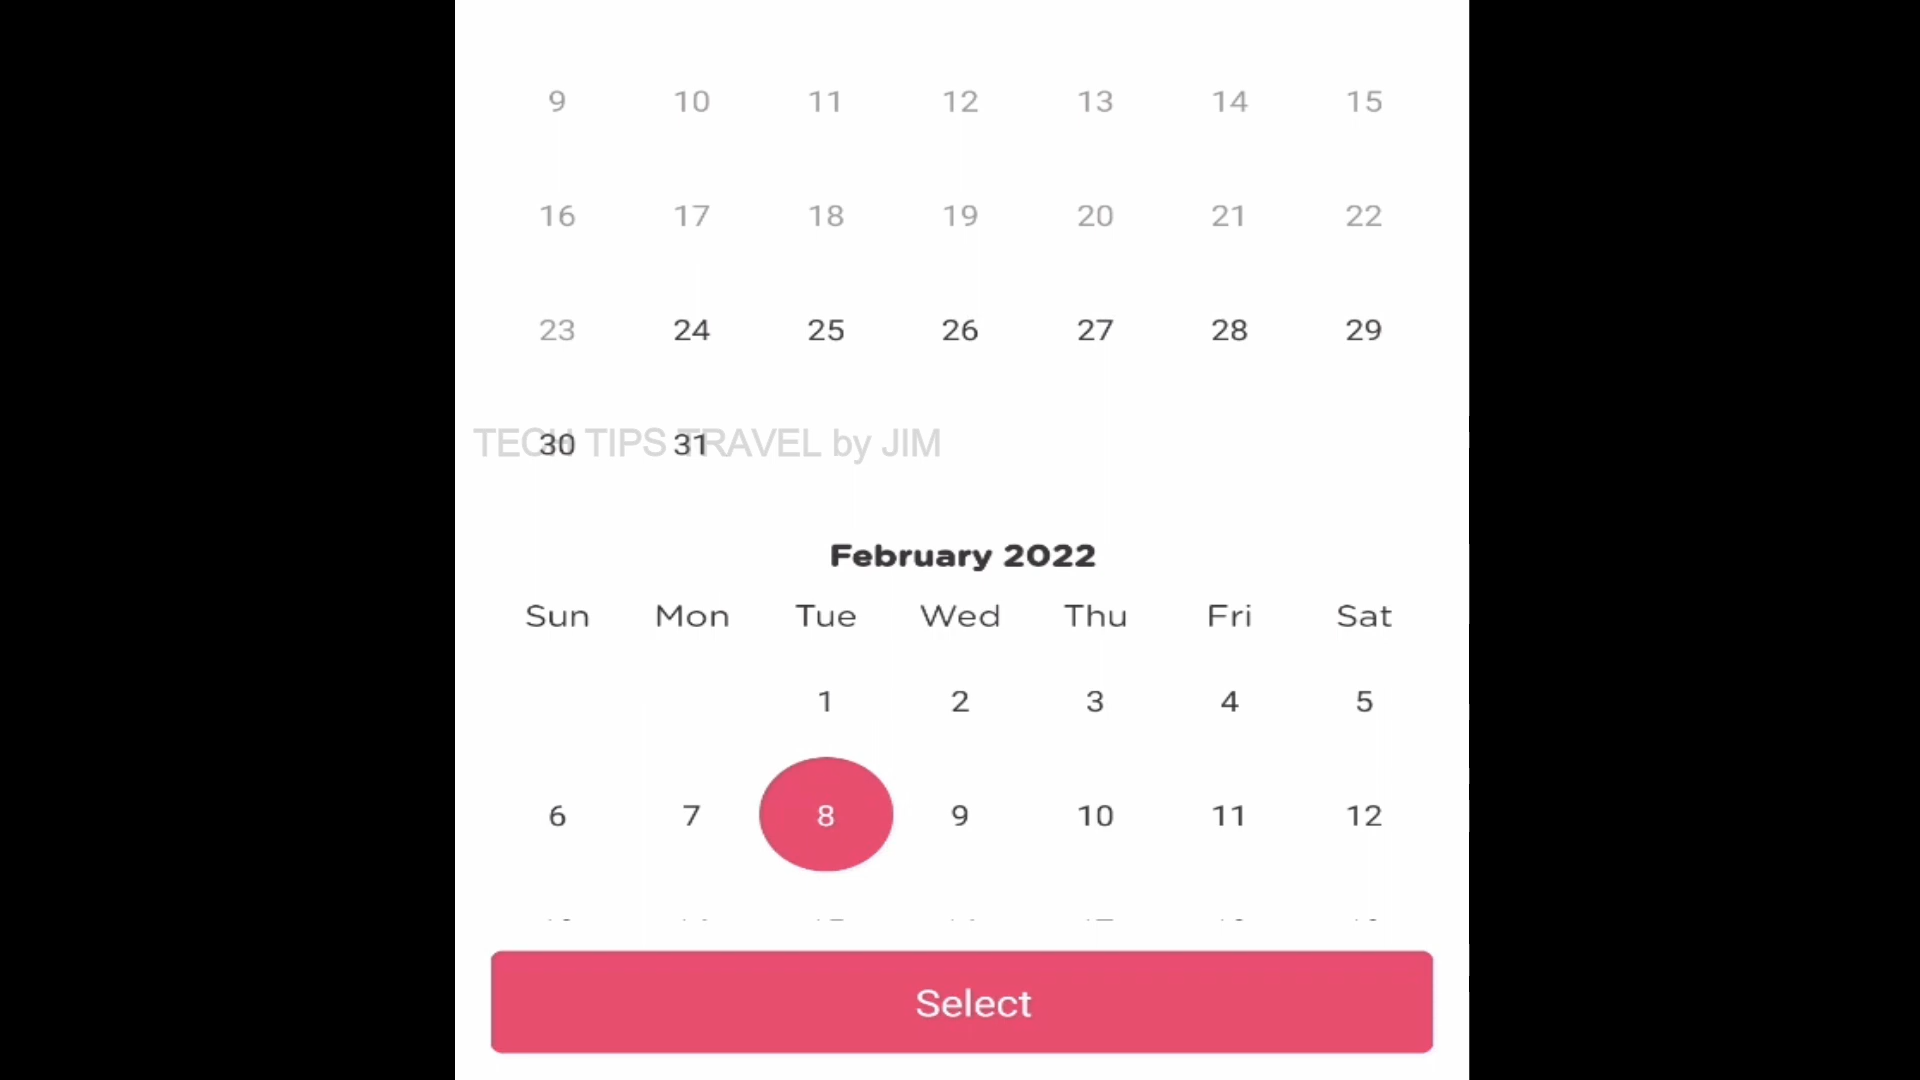 9 10 11 12 13 14 15
16 17 18 19 20 21 22
23 24 25 26 27 28 29
30 31
TECH TIPS TRAVEL by JIM
February 2022
Sun Mon Tue Wed Thu Fri Sat
1 2 3 4 5
6 7 8 9 10 11 12
Select